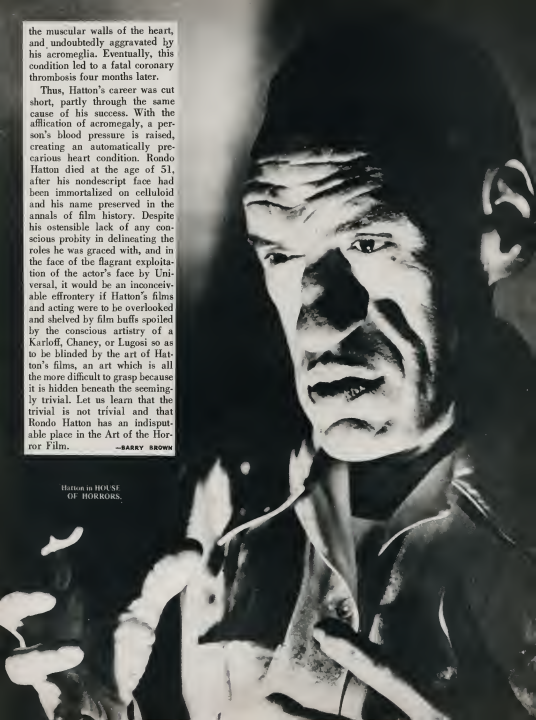 the muscular walls of the heart,
and undoubtedly aggravated by
his acromeglia. Eventually, this
condition led to a fatal coronary
thrombosis four months later.
Thus, Hatton's career was cut
short, partly through the same
cause of his success. With the
afflication of acromegaly, a per-
son's blood pressure is raised,
creating an automatically pre-
carious heart condition. Rondo
Hatton died at the age of 51,
after his nondescript face had
been immortalized on celluloid
and his name preserved in the
annals of film history. Despite
his ostensible lack of any con-
scious probity in delineating the
roles he was graced with, and in
the face of the flagrant exploita-
tion of the actor's face by Uni-
versal, it would be an inconceiv-
able effrontery if Hatton's films
and acting were to be overlooked
and shelved by film buffs spoiled
by the conscious artistry of a
Karloff, Chaney, or Lugosi so as
to be blinded by the art of Hat-
ton's films, an art which is all
the more difficult to grasp because
it is hidden beneath the seeming-
ly trivial. Let us learn that the
trivial is not trivial and that
Rondo Hatton has an indisput-
able place in the Art of the Hor-
ror Film. —BARRY BROWN
Hatton in HOUSE
OF HORRORS.